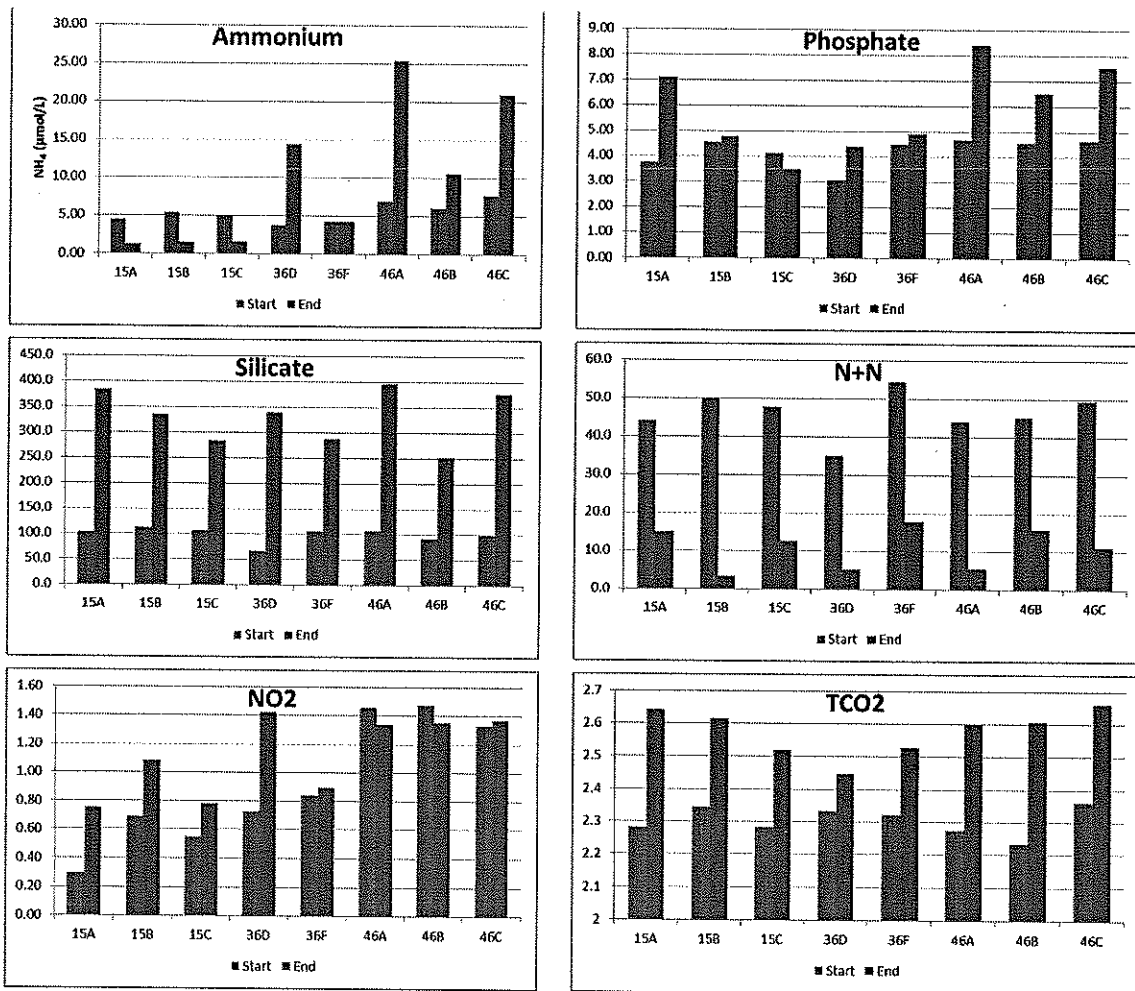 Ammonium
NH₄ (µmol/L)
30.00
25.00
20.00
15.00
10.00
5.00
0.00
15A 15B 15C 36D 36F 46A 46B 46C
Start End
Phosphate
9.00
8.00
7.00
6.00
5.00
4.00
3.00
2.00
1.00
0.00
15A 15B 15C 36D 36F 46A 46B 46C
Start End
Silicate
450.0
400.0
350.0
300.0
250.0
200.0
150.0
100.0
50.0
0.0
15A 15B 15C 36D 36F 46A 46B 46C
Start End
N+N
60.0
50.0
40.0
30.0
20.0
10.0
0.0
15A 15B 15C 36D 36F 46A 46B 46C
Start End
NO2
1.60
1.40
1.20
1.00
0.80
0.60
0.40
0.20
0.00
15A 15B 15C 36D 36F 46A 46B 46C
Start End
TCO2
2.7
2.6
2.5
2.4
2.3
2.2
2.1
2
15A 15B 15C 36D 36F 46A 46B 46C
Start End